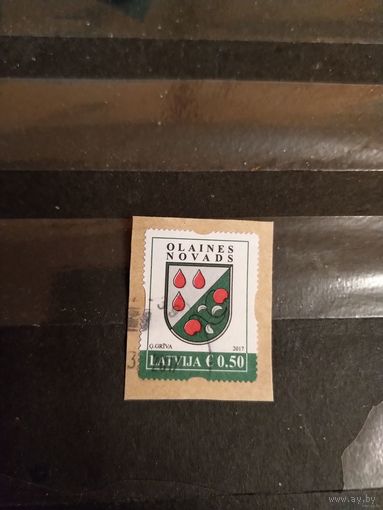 OLAINES
NOVADS
G.GRĪVA 2017
LATVIJA € 0.50
www.ay.by